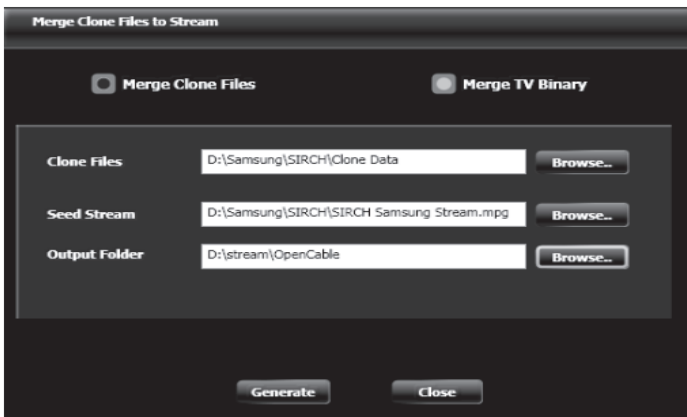 Merge Clone Files to Stream
Merge Clone Files Merge TV Binary
Clone Files D:\Samsung\SIRCH\Clone Data Browse..
Seed Stream D:\Samsung\SIRCH\SIRCH Samsung Stream.mpg Browse..
Output Folder D:\stream\OpenCable Browse..
Generate Close